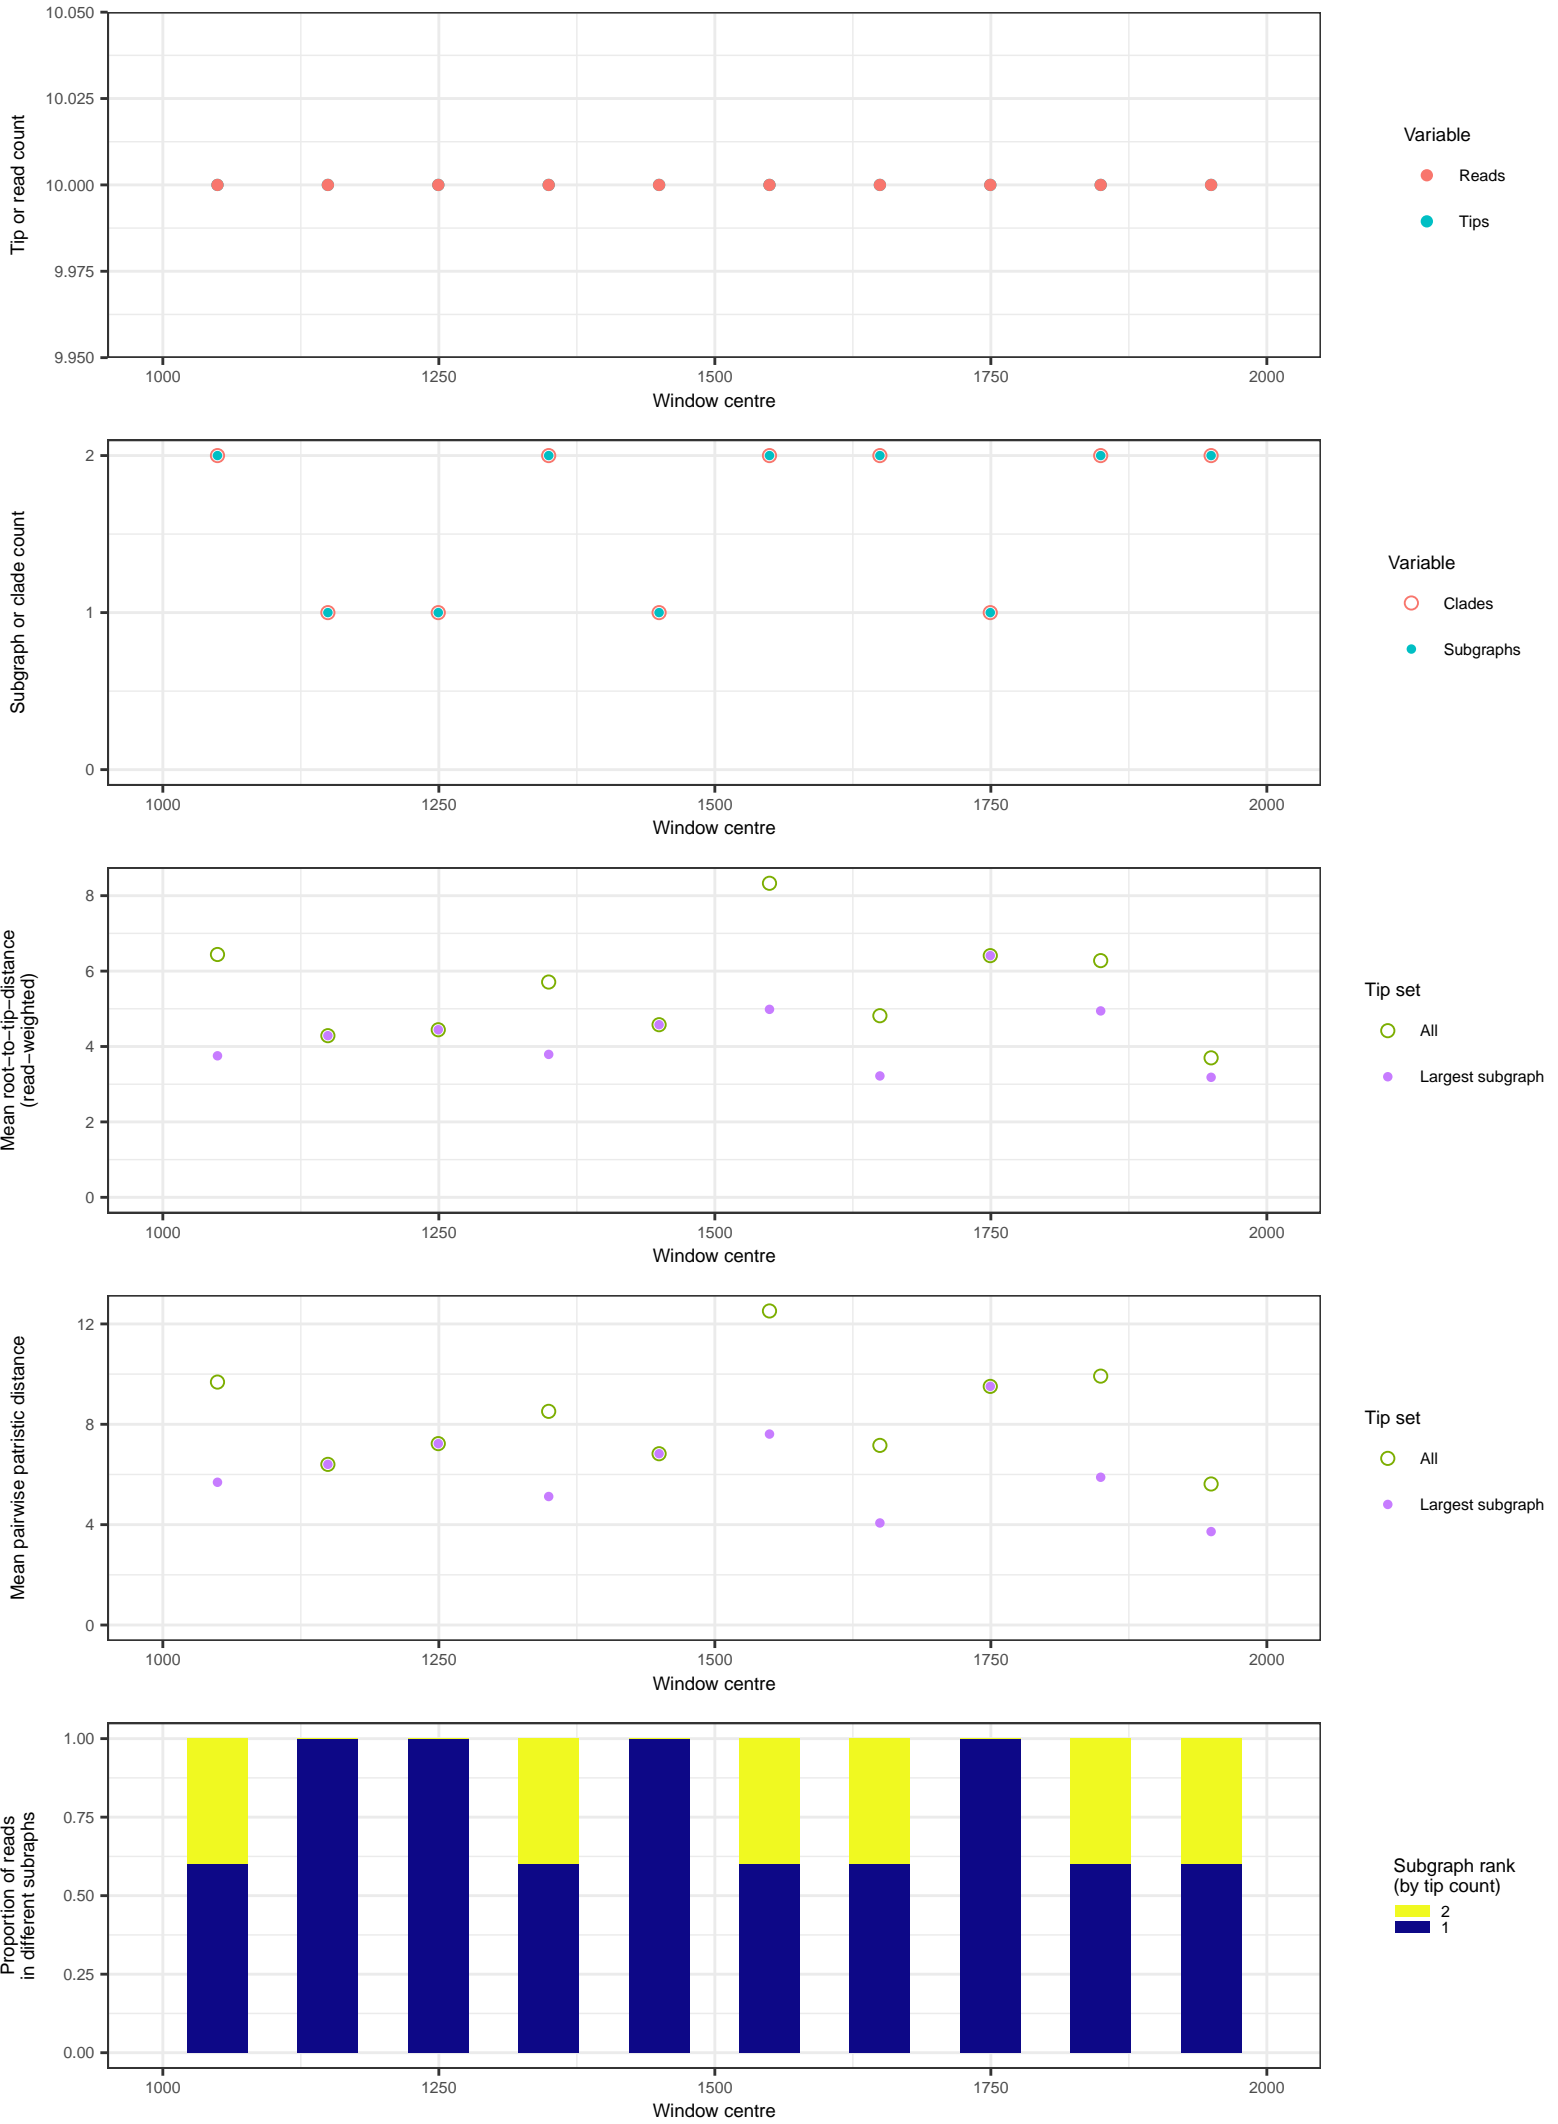 10.050
10.025
10.000
9.975
9.950
Tip or read count
1000 1250 1500 1750 2000
Window centre
Variable
Reads
Tips
2
1
0
Subgraph or clade count
1000 1250 1500 1750 2000
Window centre
Variable
Clades
Subgraphs
8
6
4
2
0
Mean root−to−tip−distance
(read−weighted)
1000 1250 1500 1750 2000
Window centre
Tip set
All
Largest subgraph
12
8
4
0
Mean pairwise patristic distance
1000 1250 1500 1750 2000
Window centre
Tip set
All
Largest subgraph
1.00
0.75
0.50
0.25
0.00
Proportion of reads
in different subraphs
1000 1250 1500 1750 2000
Window centre
Subgraph rank
(by tip count)
2
1